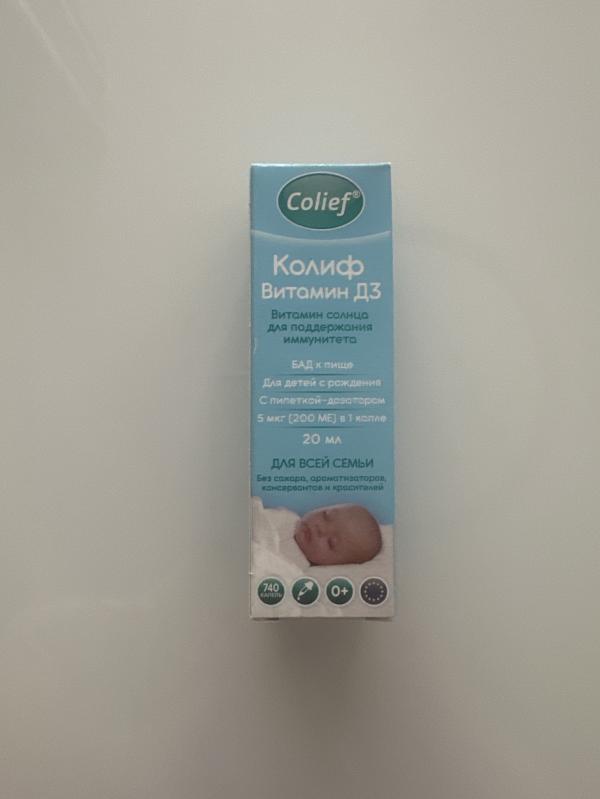 Colief®
Колиф
Витамин Д3
Витамин солнца
для поддержания
иммунитета
БАД к пище
Для детей с рождения
С пипеткой-дозатором
5 мкг (200 МЕ) в 1 капле
20 мл
ДЛЯ ВСЕЙ СЕМЬИ
Без сахара, ароматизаторов,
консервантов и красителей
740
КАПЕЛЬ
0+